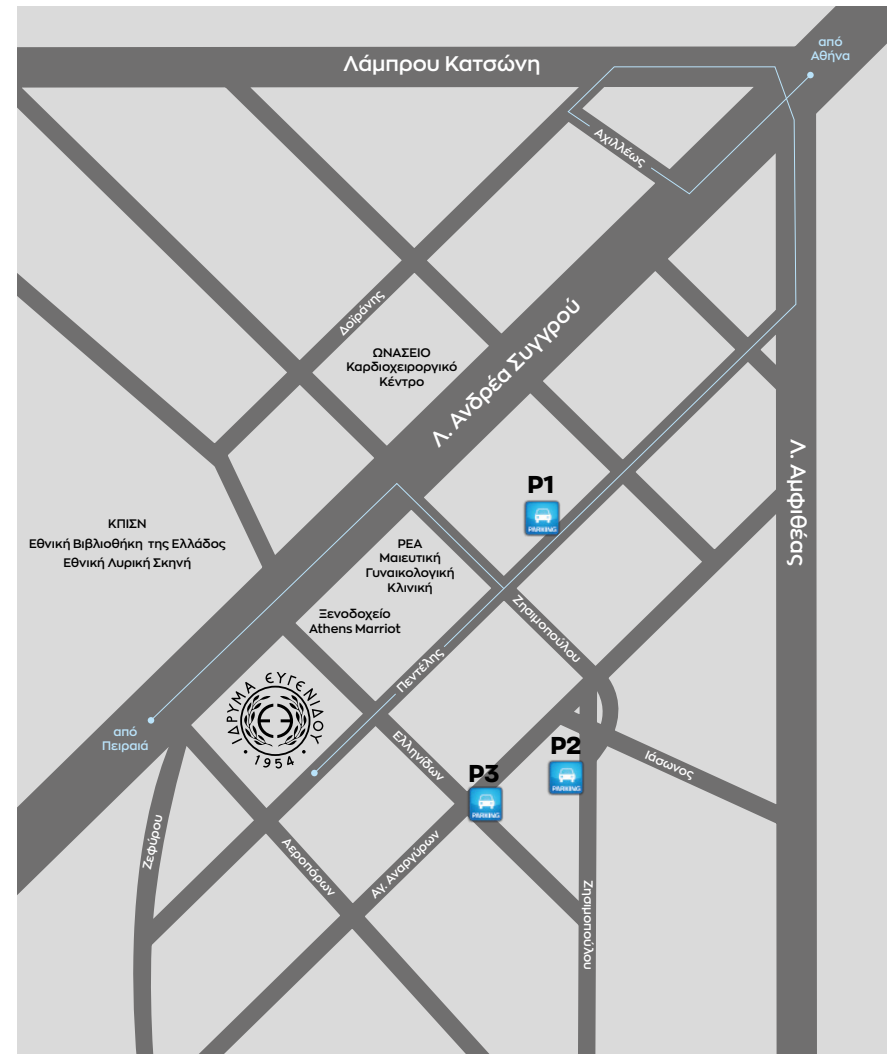 από
Αθήνα
Λάμπρου Κατσώνη
Αχιλλέως
Δοϊράνης
ΩΝΑΣΕΙΟ
Καρδιοχειροργικό
Κέντρο
Λ. Ανδρέα Συγγρού
Λ. Αμφιθέας
P1
PARKING
ΚΠΙΣΝ
Εθνική Βιβλιοθήκη της Ελλάδος
Εθνική Λυρική Σκηνή
ΡΕΑ
Μαιευτική
Γυναικολογική
Κλινική
Ξενοδοχείο
Athens Marriot
Ζησιμοπούλου
Πεντέλης
ΙΔΡΥΜΑ ΕΥΓΕΝΙΔΟΥ
1954
από
Πειραιά
Ελληνίδων
P2
PARKING
Ιάσωνος
P3
PARKING
Ζεφύρου
Αεροπόρων
Αγ. Αναργύρων
Ζησιμοπούλου